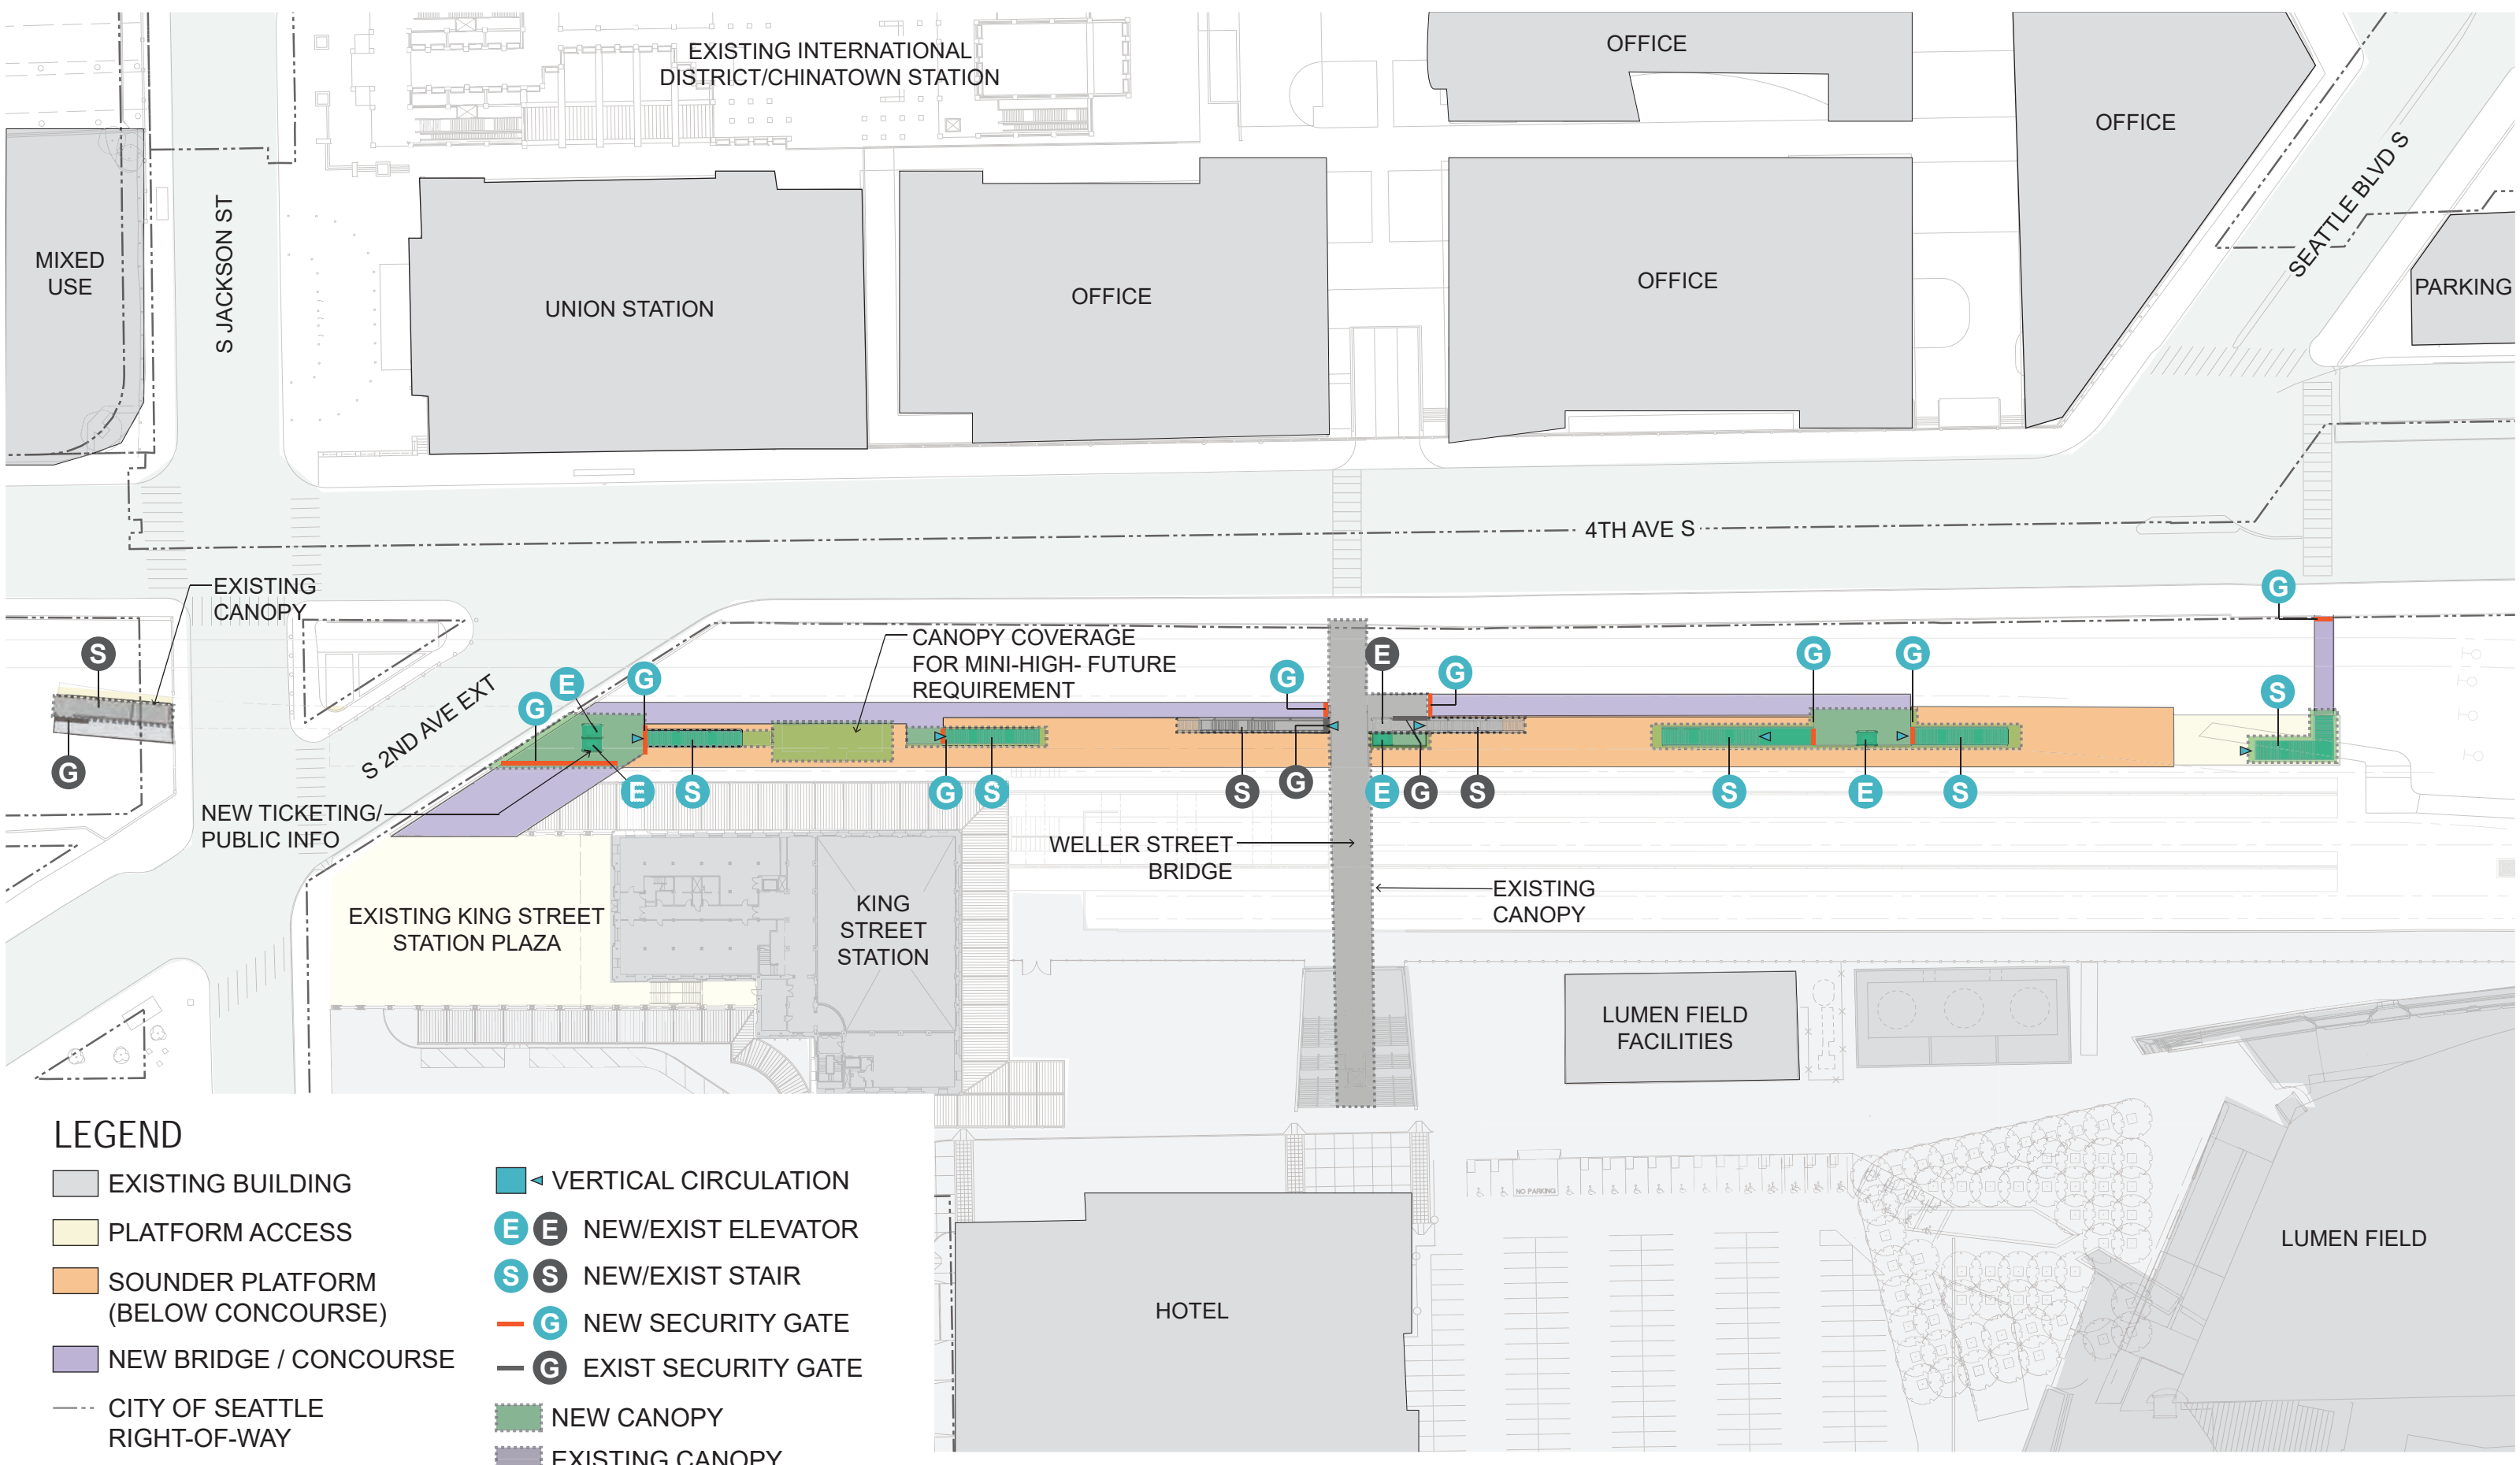 EXISTING INTERNATIONAL
DISTRICT/CHINATOWN STATION
OFFICE
OFFICE
SEATTLE BLVD S
MIXED
USE
S JACKSON ST
UNION STATION
OFFICE
OFFICE
PARKING
4TH AVE S
EXISTING
CANOPY
S
G
S 2ND AVE EXT
CANOPY COVERAGE
FOR MINI-HIGH- FUTURE
REQUIREMENT
G
E
G
G
E
G
G
G
G
S
E
S
G
S
S
G
E
G
S
S
E
S
NEW TICKETING/
PUBLIC INFO
WELLER STREET
BRIDGE
EXISTING
CANOPY
EXISTING KING STREET
STATION PLAZA
KING
STREET
STATION
LUMEN FIELD
FACILITIES
NO PARKING
HOTEL
LUMEN FIELD
LEGEND
EXISTING BUILDING
PLATFORM ACCESS
SOUNDER PLATFORM
(BELOW CONCOURSE)
NEW BRIDGE / CONCOURSE
CITY OF SEATTLE
RIGHT-OF-WAY
VERTICAL CIRCULATION
E E NEW/EXIST ELEVATOR
S S NEW/EXIST STAIR
G NEW SECURITY GATE
G EXIST SECURITY GATE
NEW CANOPY
EXISTING CANOPY